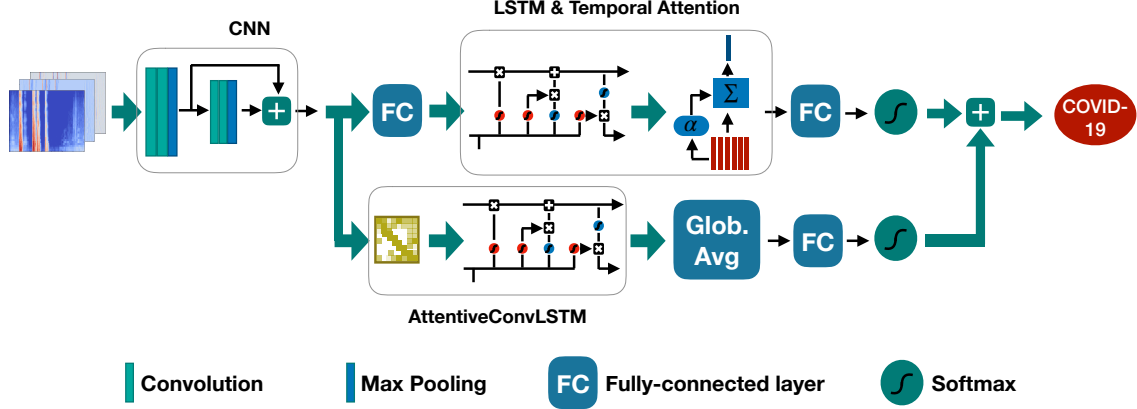 LSTM & Temporal Attention
CNN
FC
α
Σ
FC
COVID-
19
Glob.
Avg
FC
AttentiveConvLSTM
Convolution
Max Pooling
FC
Fully-connected layer
Softmax